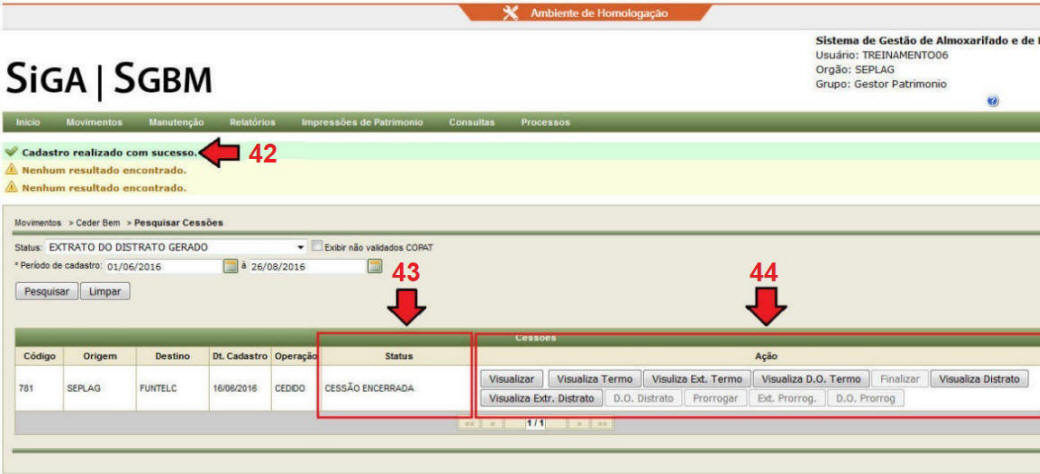 Ambiente de Homologação
SiGA | SGBM
Sistema de Gestão de Almoxarifado e de
Usuário: TREINAMENTO06
Orgão: SEPLAG
Grupo: Gestor Patrimonio
Início Movimentos Manutenção Relatórios Impressões de Patrimonio Consultas Processos
Cadastro realizado com sucesso. 42
Nenhum resultado encontrado.
Nenhum resultado encontrado.
Movimentos > Ceder Bem > Pesquisar Cessões
Status: EXTRATO DO DISTRATO GERADO Exibir não validados COPAT
* Período de cadastro: 01/06/2016 à 26/08/2016
43 44
Pesquisar Limpar
Cessões
Código Origem Destino Dt. Cadastro Operação Status Ação
781 SEPLAG FUNTELC 16/06/2016 CEDIDO CESSÃO ENCERRADA
Visualizar Visualiza Termo Visuliza Ext. Termo Visualiza D.O. Termo Finalizar Visualiza Distrato
Visualiza Extr. Distrato D.O. Distrato Prorrogar Ext. Prorrog. D.O. Prorrog
<< < 1 / 1 > >>